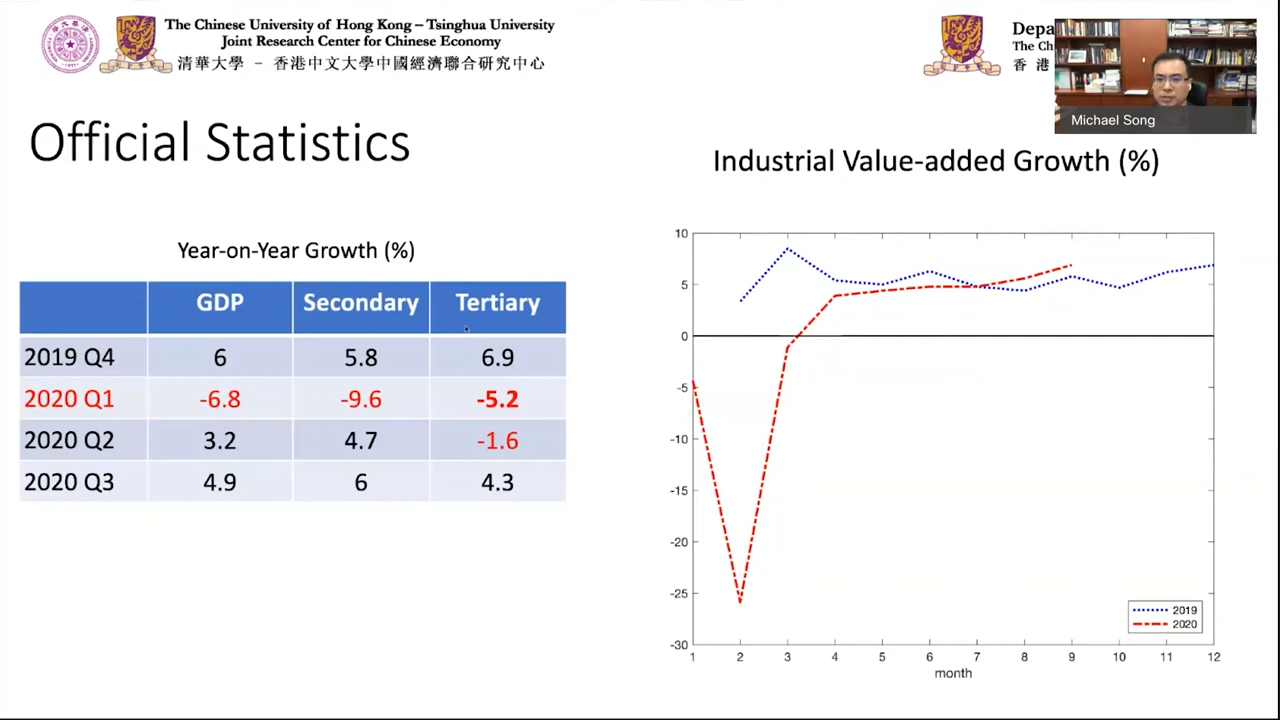 The Chinese University of Hong Kong – Tsinghua University
Joint Research Center for Chinese Economy
清華大學 – 香港中文大學中國經濟聯合研究中心
The Ch
香 港
Michael Song
Official Statistics
Year-on-Year Growth (%)
GDP Secondary Tertiary
2019 Q4 6 5.8 6.9
2020 Q1 -6.8 -9.6 -5.2
2020 Q2 3.2 4.7 -1.6
2020 Q3 4.9 6 4.3
Industrial Value-added Growth (%)
10
5
0
-5
-10
-15
-20
-25
-30
1 2 3 4 5 6 7 8 9 10 11 12
month
2019
2020